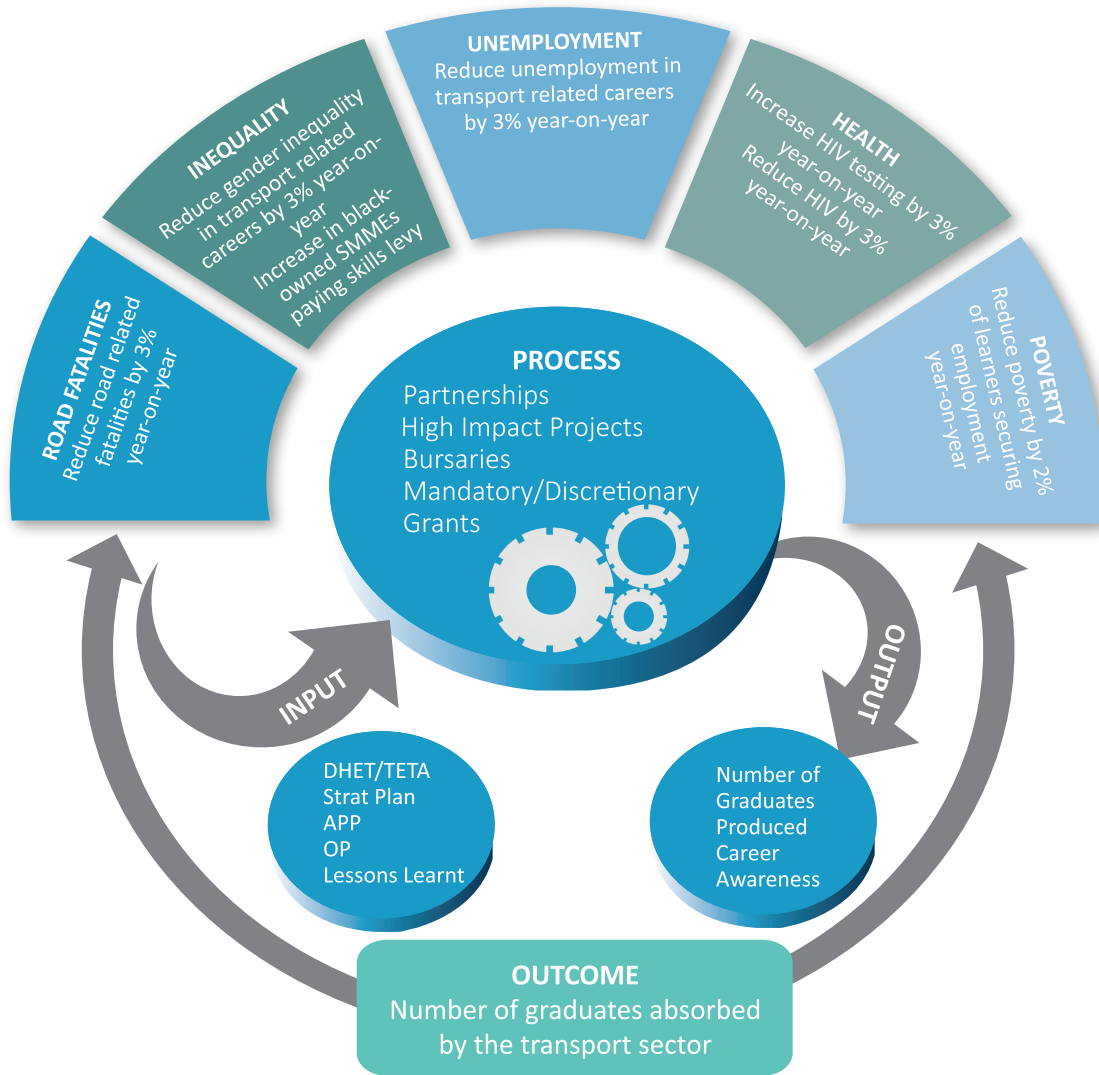 UNEMPLOYMENT
Reduce unemployment in
transport related careers
by 3% year-on-year
INEQUALITY
Reduce gender inequality
in transport related
careers by 3% year-on-
year
Increase in black-
owned SMMEs
paying skills levy
HEALTH
Increase HIV testing by 3%
year-on-year
Reduce HIV by 3%
year-on-year
ROAD FATALITIES
Reduce road related
fatalities by 3%
year-on-year
POVERTY
Reduce poverty by 2%
of learners securing
employment
year-on-year
PROCESS
Partnerships
High Impact Projects
Bursaries
Mandatory/Discretionary
Grants
INPUT
OUTPUT
DHET/TETA
Strat Plan
APP
OP
Lessons Learnt
Number of
Graduates
Produced
Career
Awareness
OUTCOME
Number of graduates absorbed
by the transport sector